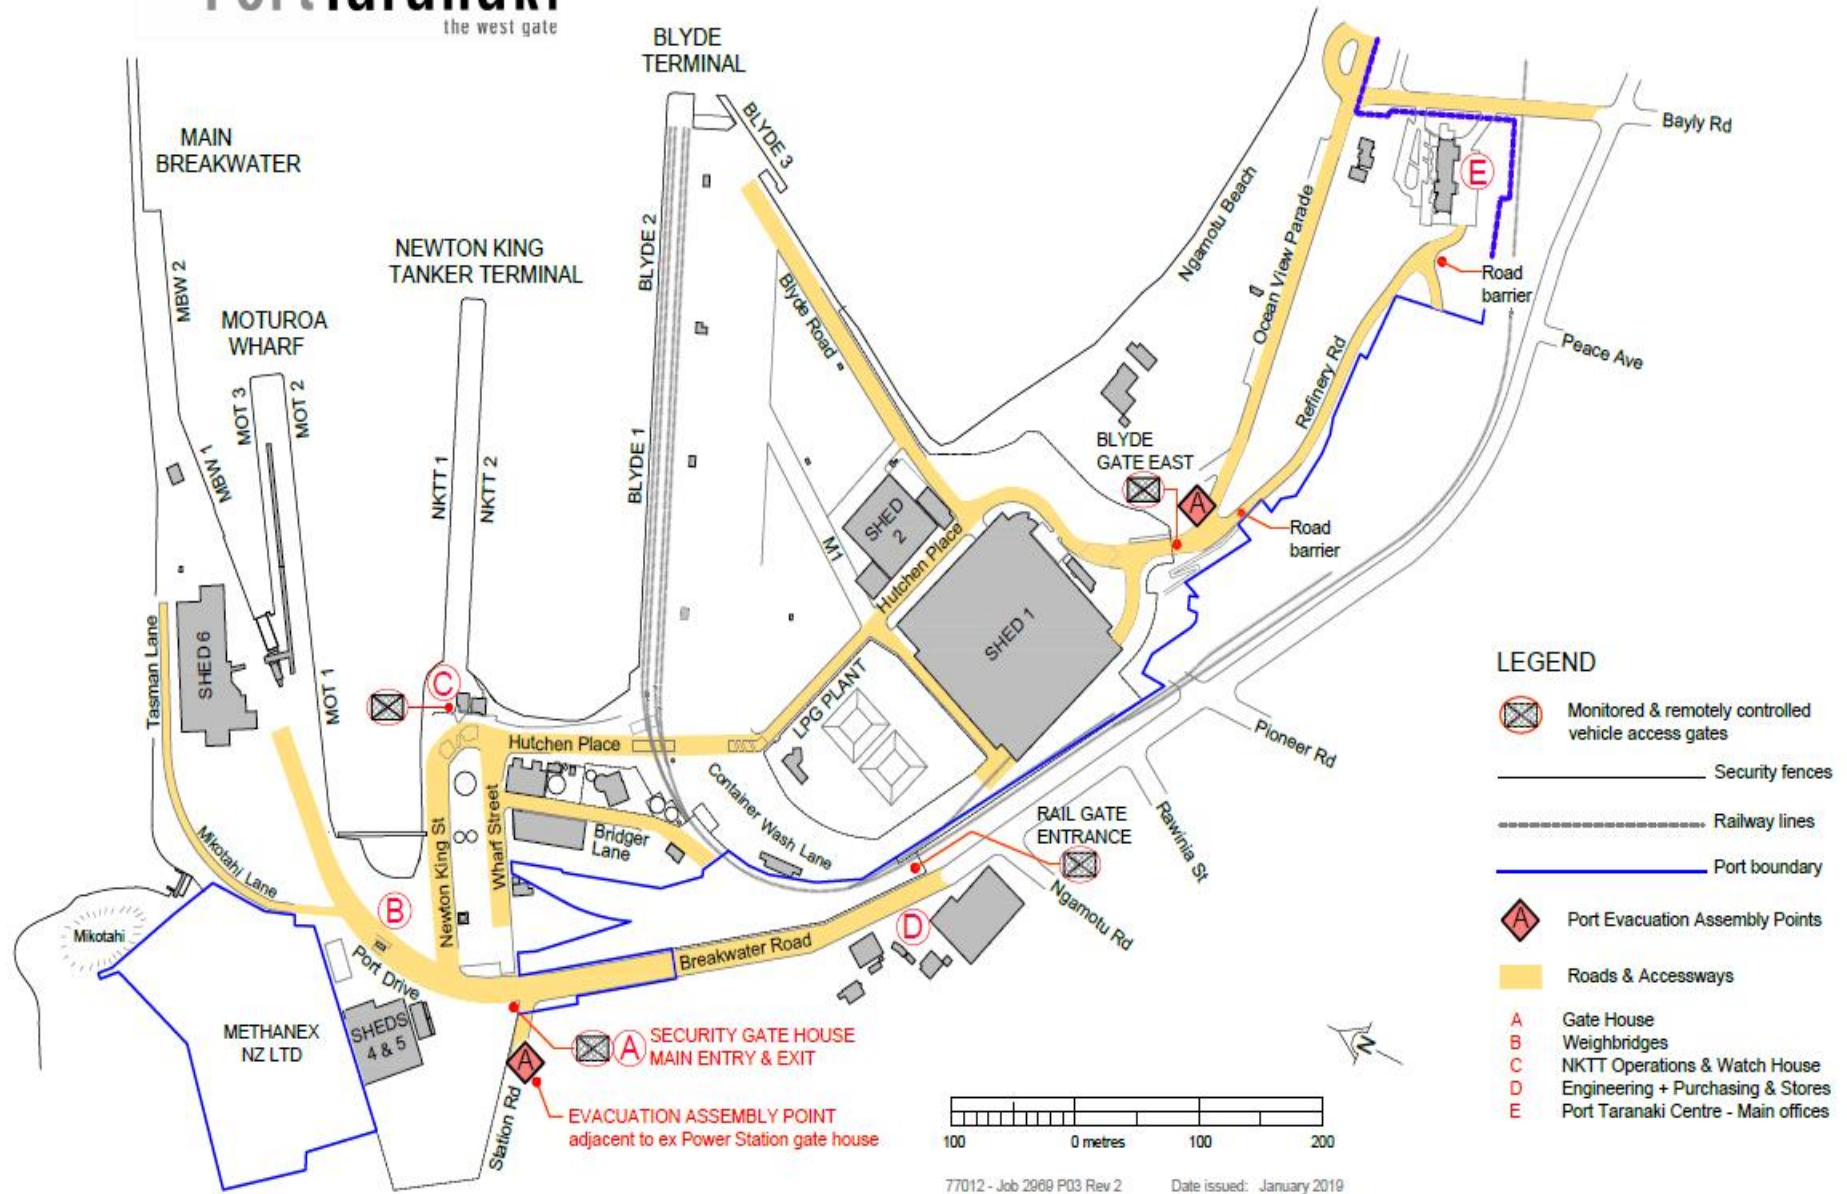 Port Taranaki
the west gate
BLYDE
TERMINAL
MAIN
BREAKWATER
BLYDE 3
Bayly Rd
E
Ngamotu Beach
Ocean View Parade
NEWTON KING
TANKER TERMINAL
BLYDE 2
MBW 2
Blyde Road
Road
barrier
MOTUROA
WHARF
Refinery Rd
Peace Ave
MOT 3
MOT 2
MBW 1
NKTT 1
NKTT 2
BLYDE 1
BLYDE
GATE EAST
A
SHED
2
M1
Hutchen Place
Road
barrier
SHED 1
Tasman Lane
SHED 6
MOT 1
C
LPG PLANT
Hutchen Place
Container Wash Lane
Pioneer Rd
Rawinia St
RAIL GATE
ENTRANCE
Bridger
Lane
Wharf Street
Newton King St
Mikotahi Lane
B
D
Ngamotu Rd
Mikotahi
Port Drive
Breakwater Road
METHANEX
NZ LTD
SHEDS
4 & 5
A
SECURITY GATE HOUSE
MAIN ENTRY & EXIT
A
EVACUATION ASSEMBLY POINT
adjacent to ex Power Station gate house
Station Rd
N
100
0 metres
100
200
77012 - Job 2969 P03 Rev 2
Date issued: January 2019
LEGEND
Monitored & remotely controlled
vehicle access gates
Security fences
Railway lines
Port boundary
A
Port Evacuation Assembly Points
Roads & Accessways
A Gate House
B Weighbridges
C NKTT Operations & Watch House
D Engineering + Purchasing & Stores
E Port Taranaki Centre - Main offices